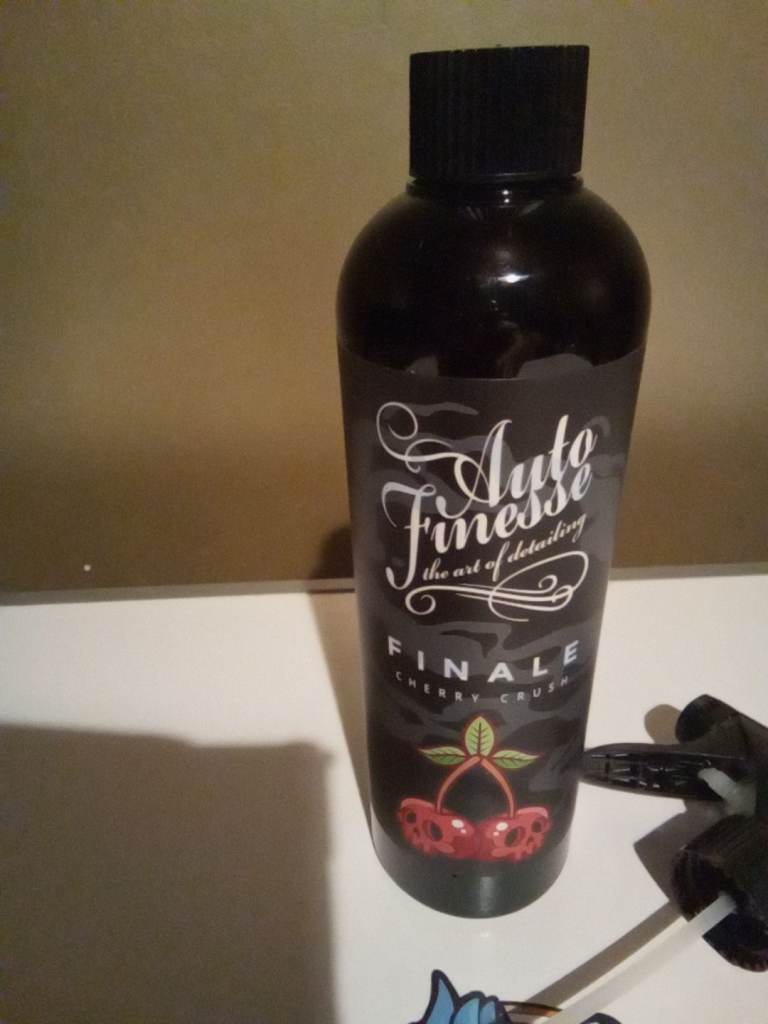 Auto
Finesse
the art of detailing
FINALE
CHERRY CRUSH